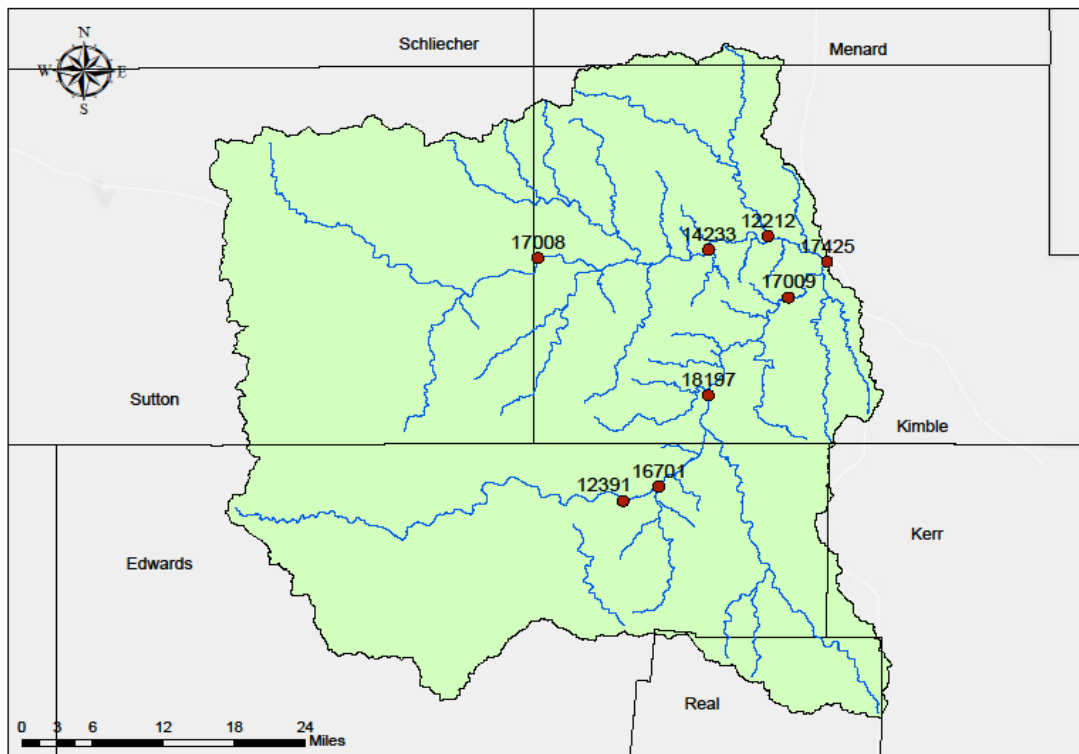 Schliecher
Menard
N
W E
S
12212
14233
17425
17008
17009
18197
Sutton
Kimble
16701
12391
Kerr
Edwards
Real
0 3 6 12 18 24
Miles